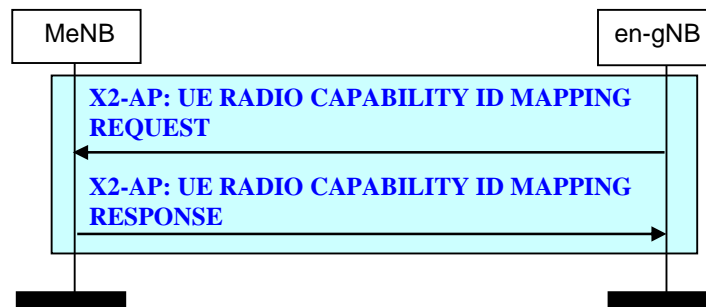 MeNB
en-gNB
X2-AP: UE RADIO CAPABILITY ID MAPPING
REQUEST
X2-AP: UE RADIO CAPABILITY ID MAPPING
RESPONSE